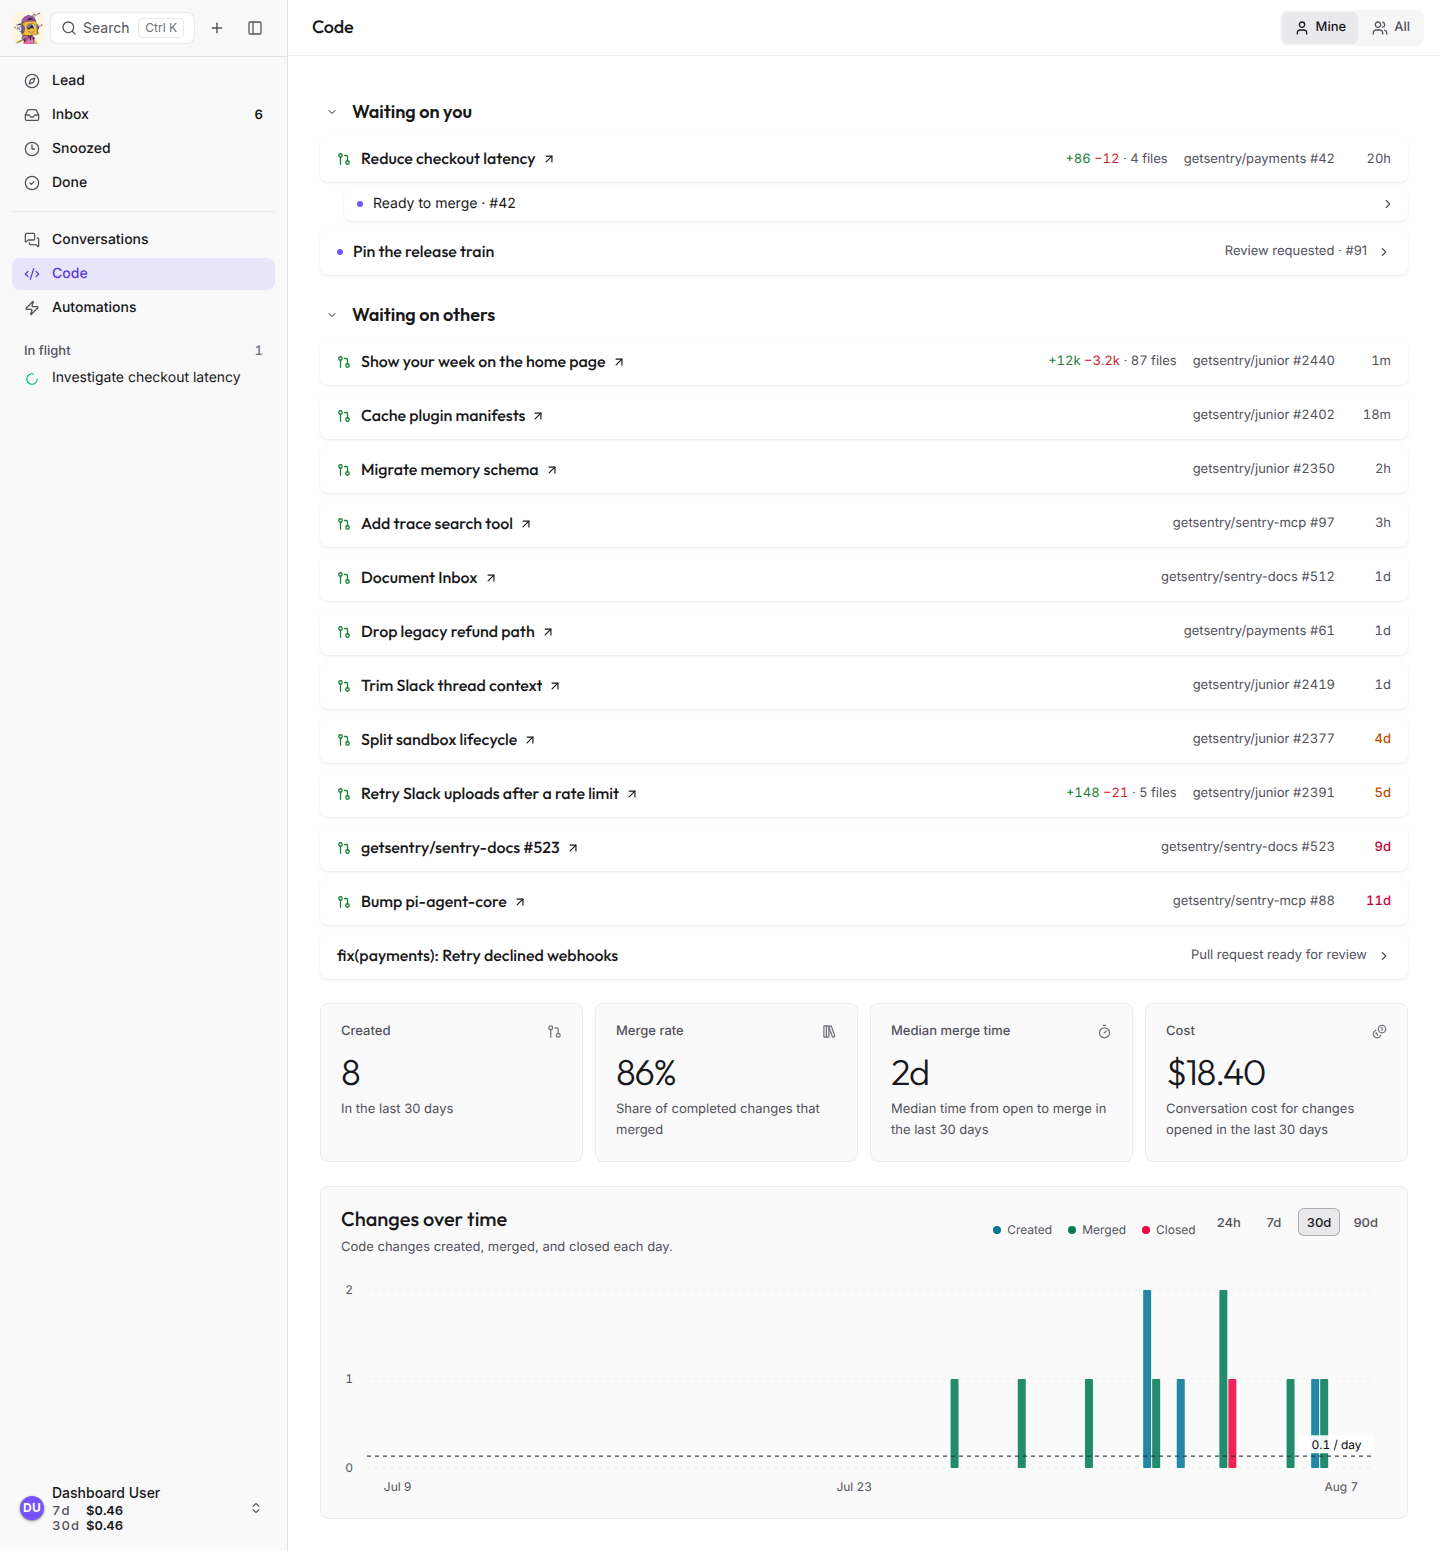 Search Ctrl K
Code
Mine All
Lead
Inbox 6
Snoozed
Done
Conversations
Code
Automations
In flight 1
Investigate checkout latency
Waiting on you
Reduce checkout latency +86 −12 · 4 files getsentry/payments #42 20h
Ready to merge · #42
Pin the release train Review requested · #91
Waiting on others
Show your week on the home page +12k −3.2k · 87 files getsentry/junior #2440 1m
Cache plugin manifests getsentry/junior #2402 18m
Migrate memory schema getsentry/junior #2350 2h
Add trace search tool getsentry/sentry-mcp #97 3h
Document Inbox getsentry/sentry-docs #512 1d
Drop legacy refund path getsentry/payments #61 1d
Trim Slack thread context getsentry/junior #2419 1d
Split sandbox lifecycle getsentry/junior #2377 4d
Retry Slack uploads after a rate limit +148 −21 · 5 files getsentry/junior #2391 5d
getsentry/sentry-docs #523 getsentry/sentry-docs #523 9d
Bump pi-agent-core getsentry/sentry-mcp #88 11d
fix(payments): Retry declined webhooks Pull request ready for review
Created
8
In the last 30 days
Merge rate
86%
Share of completed changes that
merged
Median merge time
2d
Median time from open to merge in
the last 30 days
Cost
$18.40
Conversation cost for changes
opened in the last 30 days
Changes over time
Code changes created, merged, and closed each day.
Created Merged Closed 24h 7d 30d 90d
2
1
0.1 / day
0
Jul 9 Jul 23 Aug 7
DU
Dashboard User
7d $0.46
30d $0.46